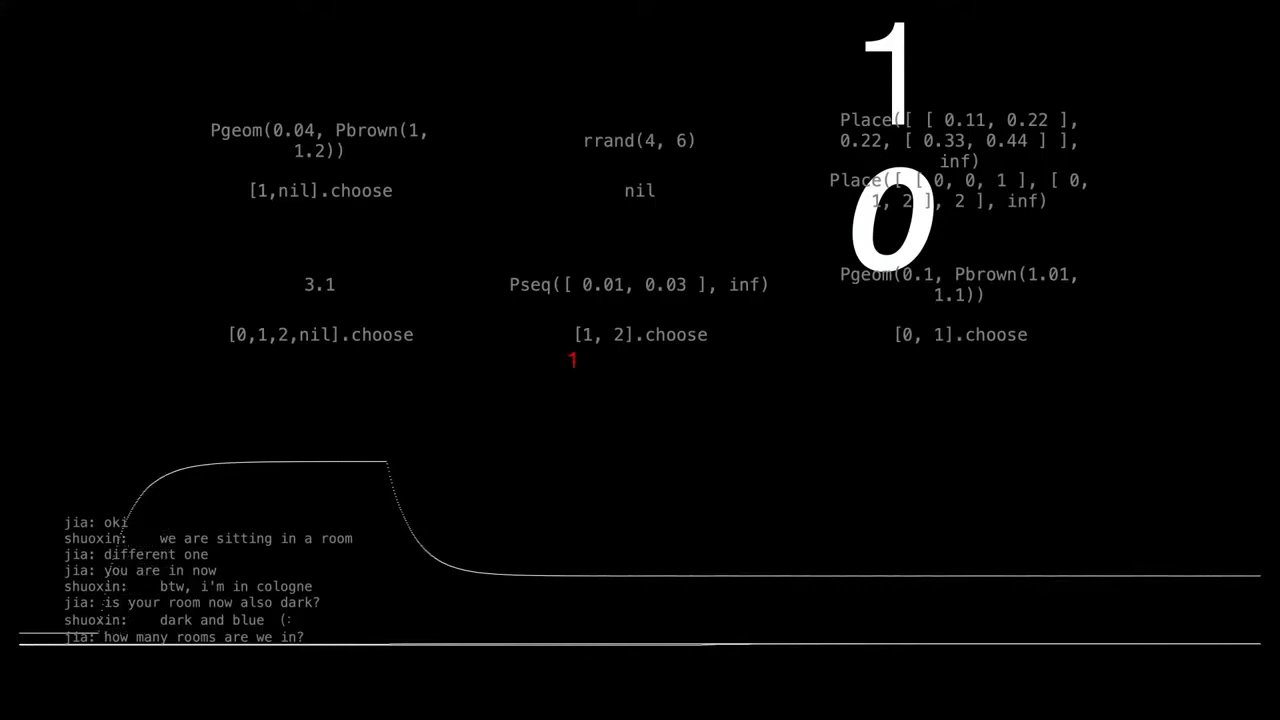 1
Pgeom(0.04, Pbrown(1,
1.2))
rrand(4, 6)
Place([ [ 0.11, 0.22 ],
0.22, [ 0.33, 0.44 ] ],
inf)
[1,nil].choose
nil
Place([ [ 0, 0, 1 ], [ 0,
1, 2 ], 2 ], inf)
0
3.1
Pseq([ 0.01, 0.03 ], inf)
Pgeom(0.1, Pbrown(1.01,
1.1))
[0,1,2,nil].choose
[1, 2].choose
[0, 1].choose
1
jia: oki
shuoxin: we are sitting in a room
jia: different one
jia: you are in now
shuoxin: btw, i'm in cologne
jia: is your room now also dark?
shuoxin: dark and blue (:
jia: how many rooms are we in?